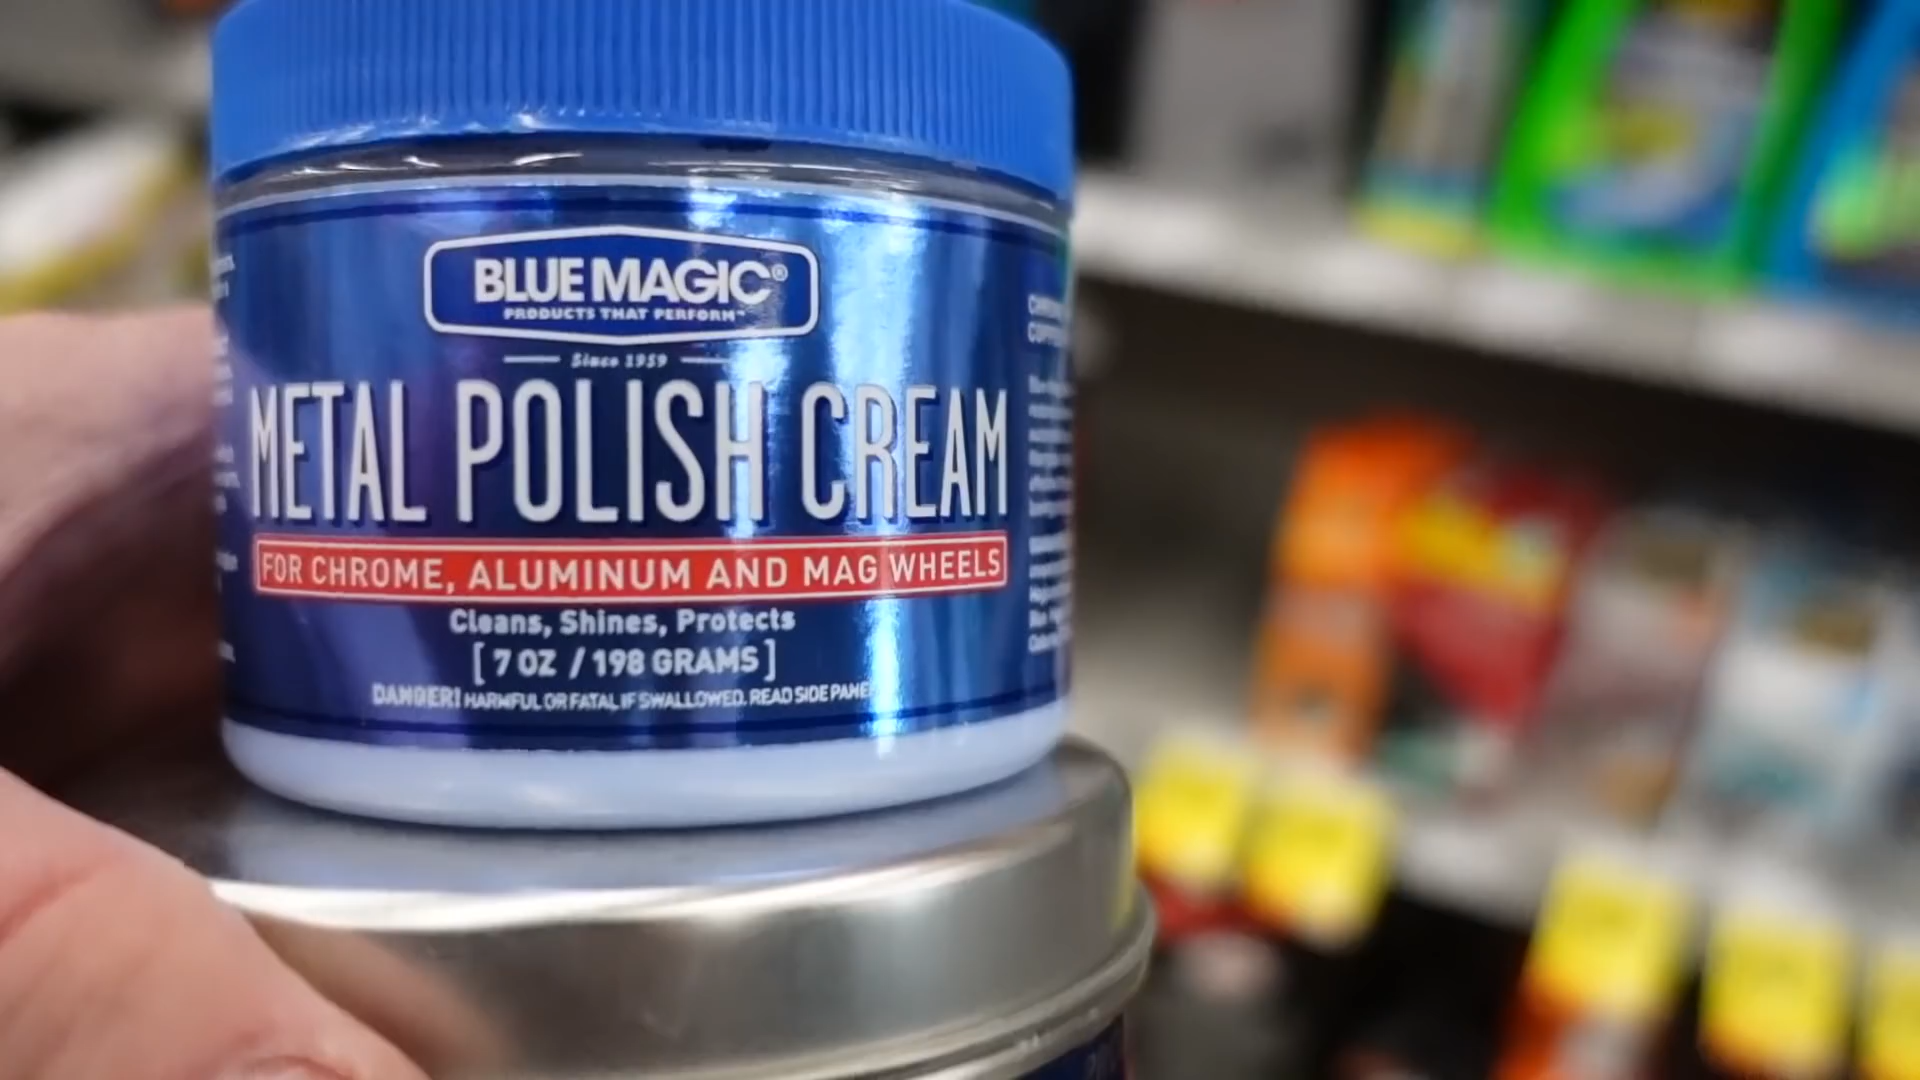 BLUE MAGIC®
PRODUCTS THAT PERFORM™
Since 1959
METAL POLISH CREAM
FOR CHROME, ALUMINUM AND MAG WHEELS
Cleans, Shines, Protects
[ 7 OZ / 198 GRAMS ]
DANGER! HARMFUL OR FATAL IF SWALLOWED. READ SIDE PANE